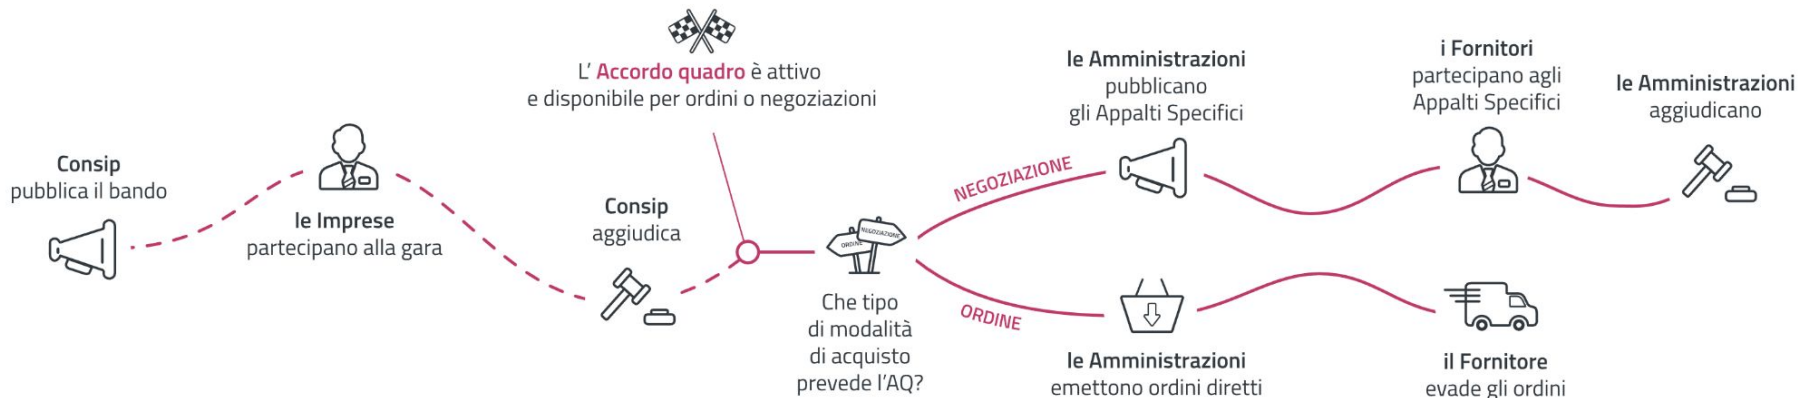 Consip
pubblica il bando
le Imprese
partecipano alla gara
Consip
aggiudica
L' Accordo quadro è attivo
e disponibile per ordini o negoziazioni
ORDINE
NEGOZIAZIONE
Che tipo
di modalità
di acquisto
prevede l'AQ?
NEGOZIAZIONE
le Amministrazioni
pubblicano
gli Appalti Specifici
i Fornitori
partecipano agli
Appalti Specifici
le Amministrazioni
aggiudicano
ORDINE
le Amministrazioni
emettono ordini diretti
il Fornitore
evade gli ordini